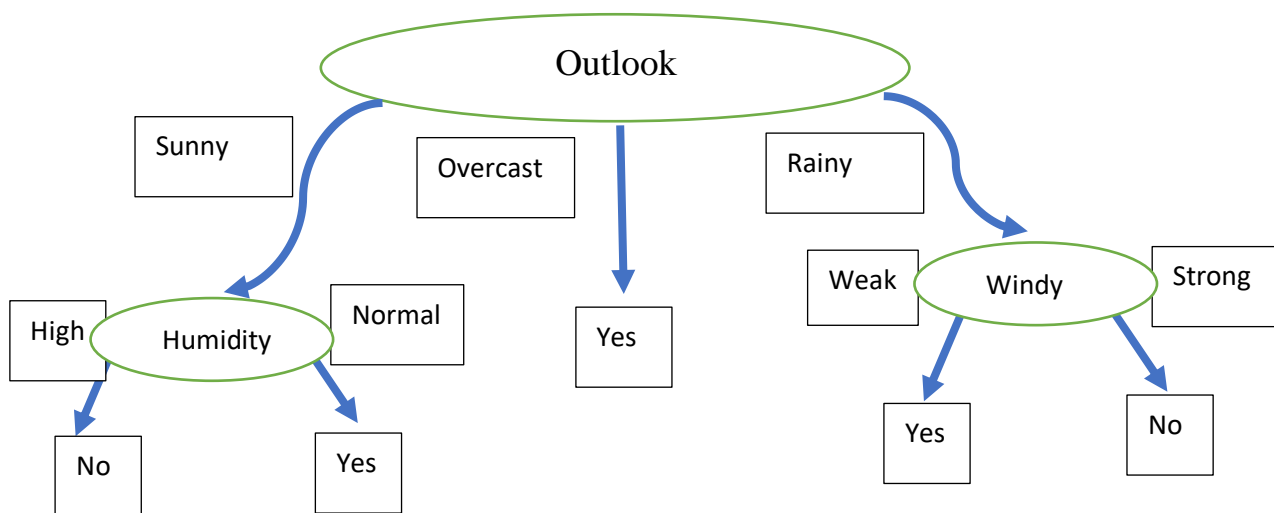 Outlook
Sunny
Overcast
Rainy
Weak
Windy
Strong
High
Humidity
Normal
Yes
No
Yes
Yes
No